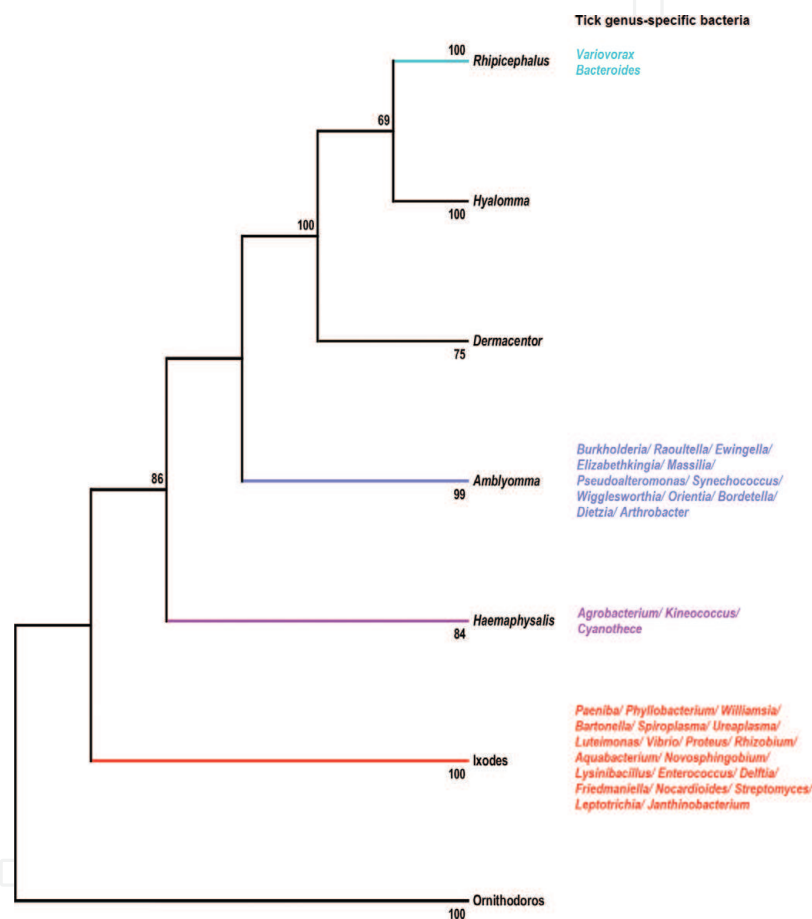 Tick genus-specific bacteria
100
Rhipicephalus
Variovorax
Bacteroides
69
Hyalomma
100
100
Dermacentor
75
Burkholderia/ Raoultella/ Ewingella/
Elizabethkingia/ Massilia/
Pseudoalteromonas/ Synechococcus/
Wigglesworthia/ Orientia/ Bordetella/
Dietzia/ Arthrobacter
Amblyomma
99
86
Haemaphysalis
84
Agrobacterium/ Kineococcus/
Cyanothece
Paeniba/ Phyllobacterium/ Williamsia/
Bartonella/ Spiroplasma/ Ureaplasma/
Luteimonas/ Vibrio/ Proteus/ Rhizobium/
Aquabacterium/ Novosphingobium/
Lysinibacillus/ Enterococcus/ Delftia/
Friedmaniella/ Nocardioides/ Streptomyces/
Leptotrichia/ Janthinobacterium
Ixodes
100
Ornithodoros
100